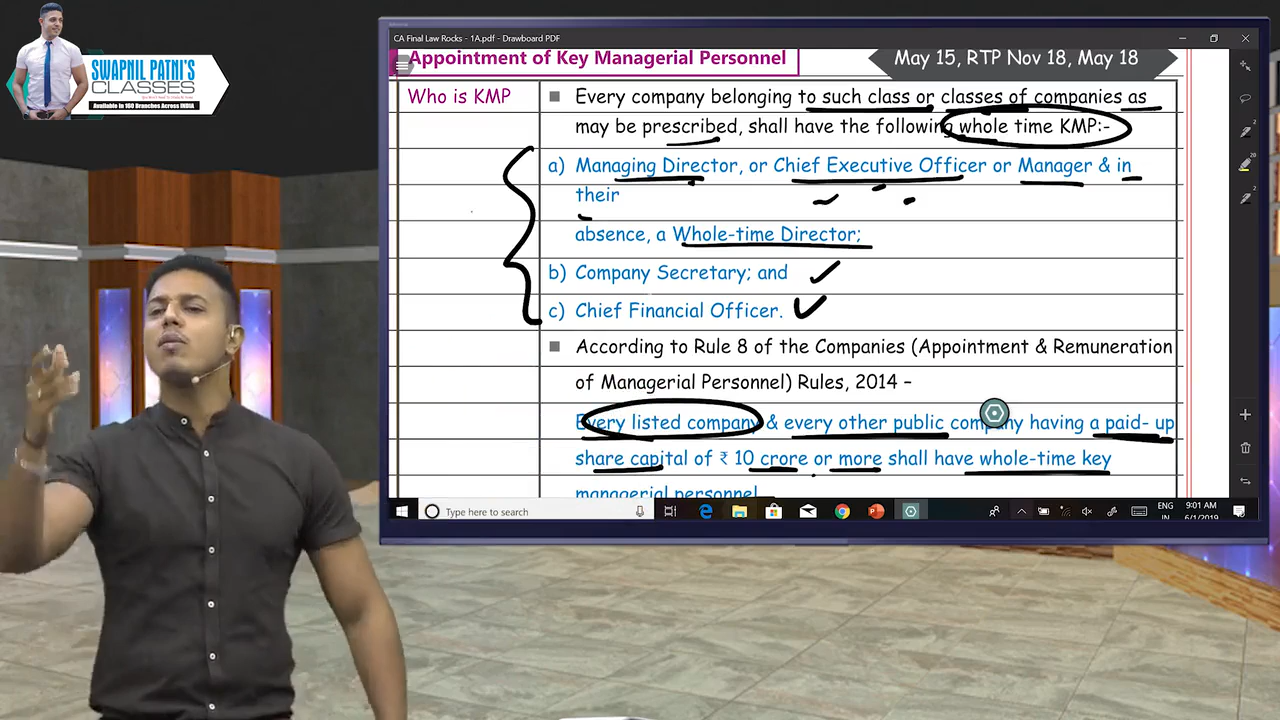 SWAPNIL PATNI'S
CLASSES
Available in 160 Branches Across INDIA
CA Final Law Rocks - 1A.pdf - Drawboard PDF
Appointment of Key Managerial Personnel
May 15, RTP Nov 18, May 18
Who is KMP
■ Every company belonging to such class or classes of companies as
may be prescribed, shall have the following whole time KMP:-
a) Managing Director, or Chief Executive Officer or Manager & in
their
absence, a Whole-time Director;
b) Company Secretary; and
c) Chief Financial Officer.
■ According to Rule 8 of the Companies (Appointment & Remuneration
of Managerial Personnel) Rules, 2014 –
Every listed company & every other public company having a paid- up
share capital of ₹ 10 crore or more shall have whole-time key
managerial personnel
Type here to search
ENG
IN
9:01 AM
6/1/2019